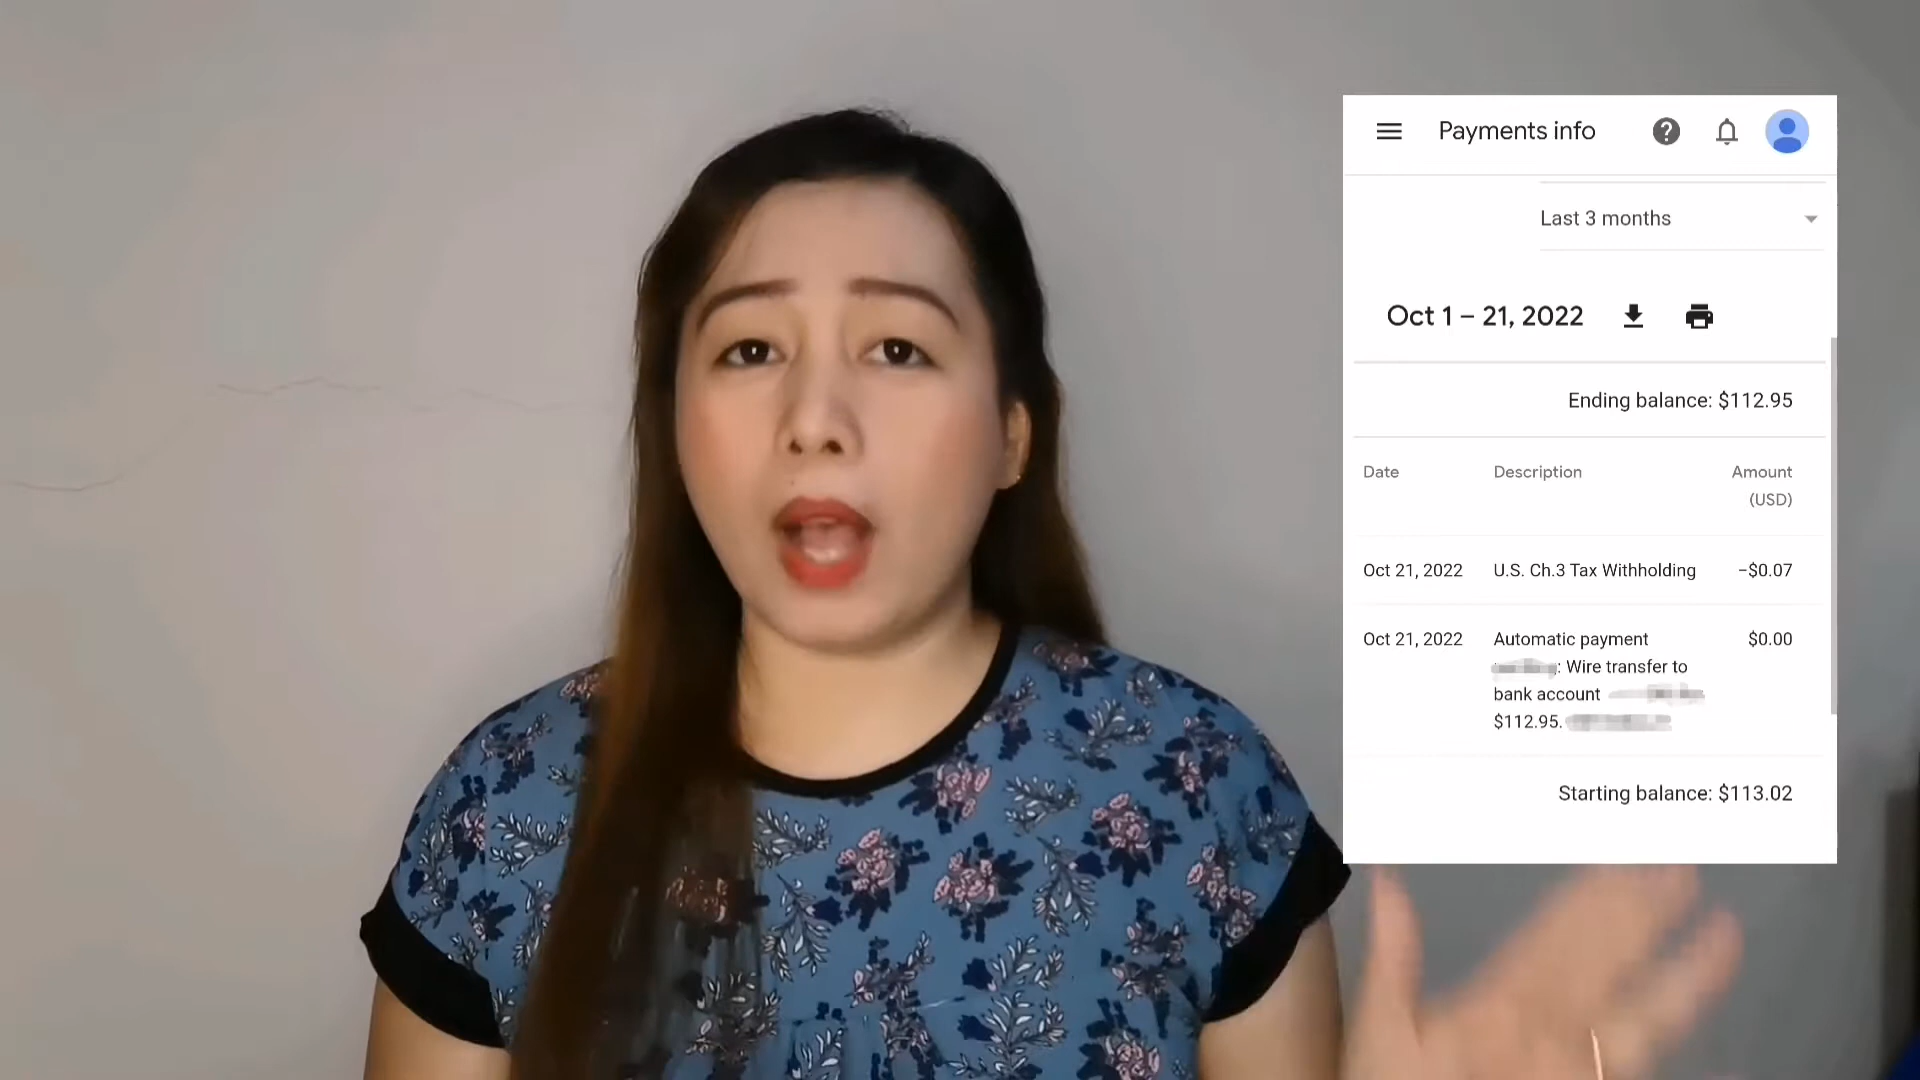 Payments info
Last 3 months
Oct 1 – 21, 2022
Ending balance: $112.95
Date Description Amount
(USD)
Oct 21, 2022 U.S. Ch.3 Tax Withholding −$0.07
Oct 21, 2022 Automatic payment $0.00
: Wire transfer to
bank account
$112.95.
Starting balance: $113.02